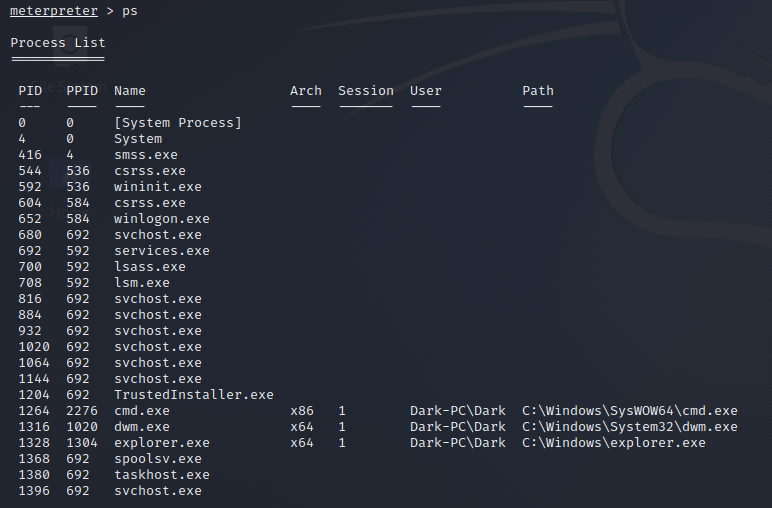 meterpreter > ps
Process List
============
PID PPID Name Arch Session User Path
--- ---- ---- ---- ------- ---- ----
0 0 [System Process]
4 0 System
416 4 smss.exe
544 536 csrss.exe
592 536 wininit.exe
604 584 csrss.exe
652 584 winlogon.exe
680 692 svchost.exe
692 592 services.exe
700 592 lsass.exe
708 592 lsm.exe
816 692 svchost.exe
884 692 svchost.exe
932 692 svchost.exe
1020 692 svchost.exe
1064 692 svchost.exe
1144 692 svchost.exe
1204 692 TrustedInstaller.exe
1264 2276 cmd.exe x86 1 Dark-PC\Dark C:\Windows\SysWOW64\cmd.exe
1316 1020 dwm.exe x64 1 Dark-PC\Dark C:\Windows\System32\dwm.exe
1328 1304 explorer.exe x64 1 Dark-PC\Dark C:\Windows\explorer.exe
1368 692 spoolsv.exe
1380 692 taskhost.exe
1396 692 svchost.exe